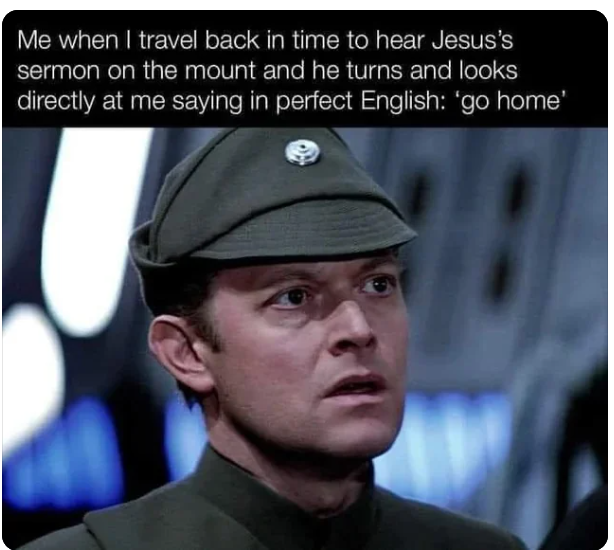 Me when I travel back in time to hear Jesus's
sermon on the mount and he turns and looks
directly at me saying in perfect English: 'go home'